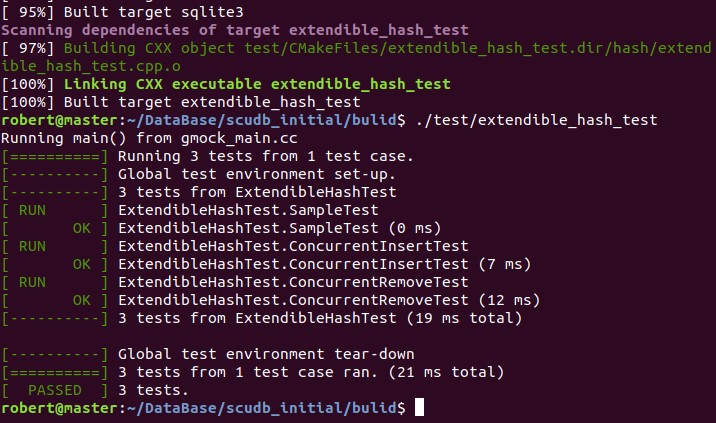 [ 95%] Built target sqlite3
Scanning dependencies of target extendible_hash_test
[ 97%] Building CXX object test/CMakeFiles/extendible_hash_test.dir/hash/extend
ible_hash_test.cpp.o
[100%] Linking CXX executable extendible_hash_test
[100%] Built target extendible_hash_test
robert@master:~/DataBase/scudb_initial/bulid$ ./test/extendible_hash_test
Running main() from gmock_main.cc
[==========] Running 3 tests from 1 test case.
[----------] Global test environment set-up.
[----------] 3 tests from ExtendibleHashTest
[ RUN      ] ExtendibleHashTest.SampleTest
[       OK ] ExtendibleHashTest.SampleTest (0 ms)
[ RUN      ] ExtendibleHashTest.ConcurrentInsertTest
[       OK ] ExtendibleHashTest.ConcurrentInsertTest (7 ms)
[ RUN      ] ExtendibleHashTest.ConcurrentRemoveTest
[       OK ] ExtendibleHashTest.ConcurrentRemoveTest (12 ms)
[----------] 3 tests from ExtendibleHashTest (19 ms total)

[----------] Global test environment tear-down
[==========] 3 tests from 1 test case ran. (21 ms total)
[  PASSED  ] 3 tests.
robert@master:~/DataBase/scudb_initial/bulid$